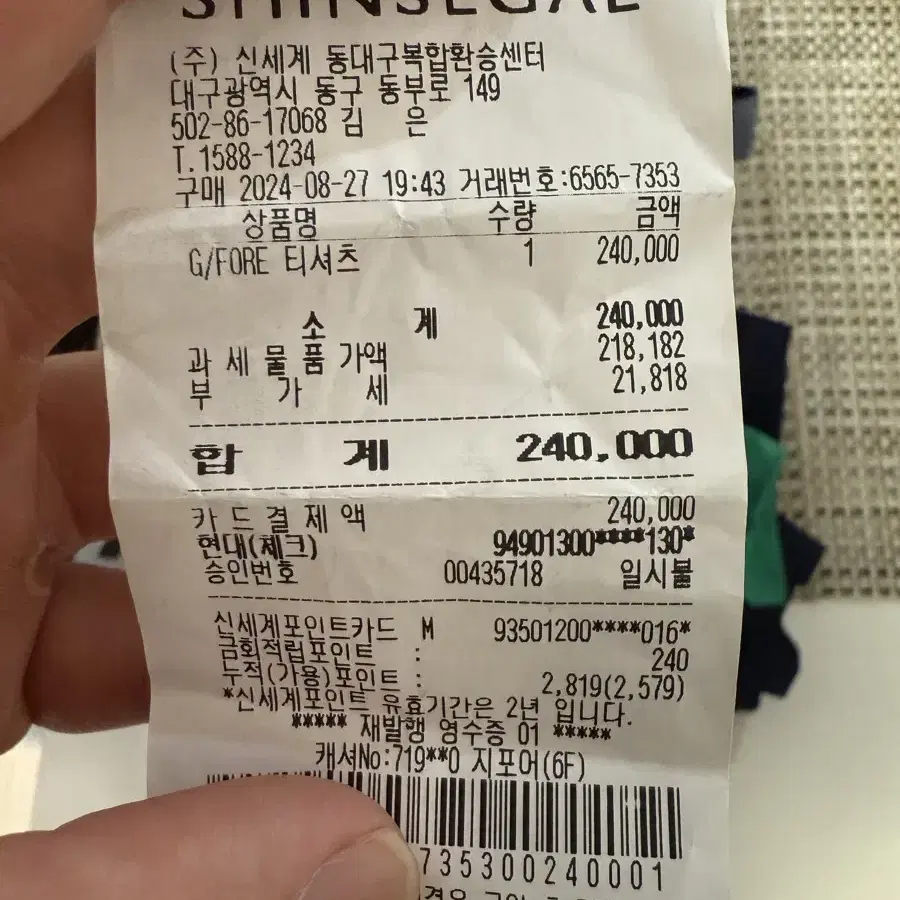 SHINSEGAE
(주) 신세계 동대구복합환승센터
대구광역시 동구 동부로 149
502-86-17068 김 은
T.1588-1234
구매 2024-08-27 19:43 거래번호:6565-7353
상품명 수량 금액
G/FORE 티셔츠 1 240,000
소 계 240,000
과 세 물 품 가액 218,182
부 가 세 21,818
합 계 240,000
카 드 결 제 액 240,000
현대(체크) 94901300****130*
승인번호 00435718 일시불
신세계포인트카드 M 93501200****016*
금회적립포인트 : 240
누적(가용)포인트 : 2,819(2,579)
*신세계포인트 유효기간은 2년 입니다.
***** 재발행 영수증 01 *****
캐셔No:719**0 지포어(6F)
735300240001